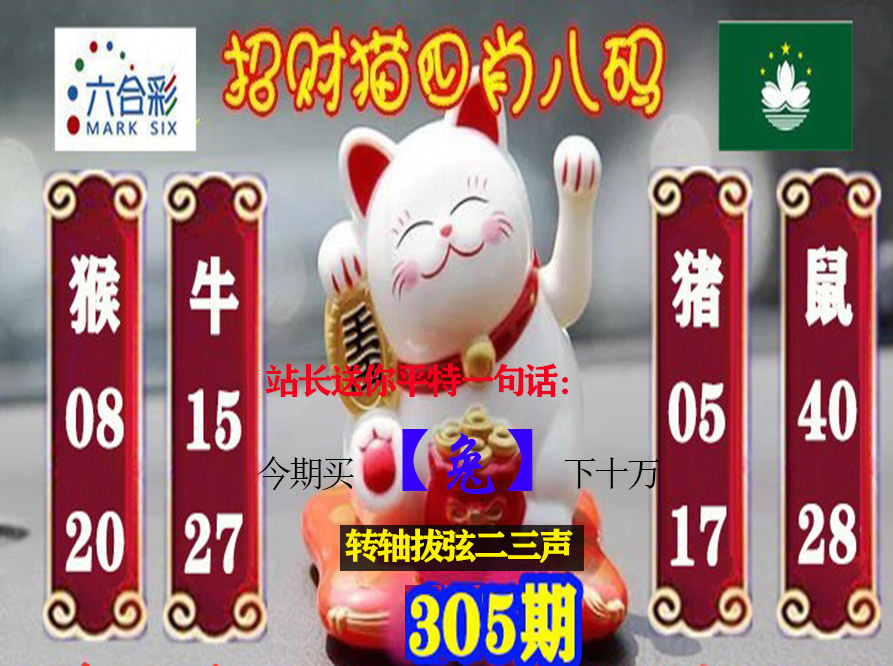 六合彩
MARK SIX
招财猫四肖八码
猴
08
20
牛
15
27
猪
05
17
鼠
40
28
站长送你平特一句话：
今期买【兔】下十万
转轴拔弦二三声
305期